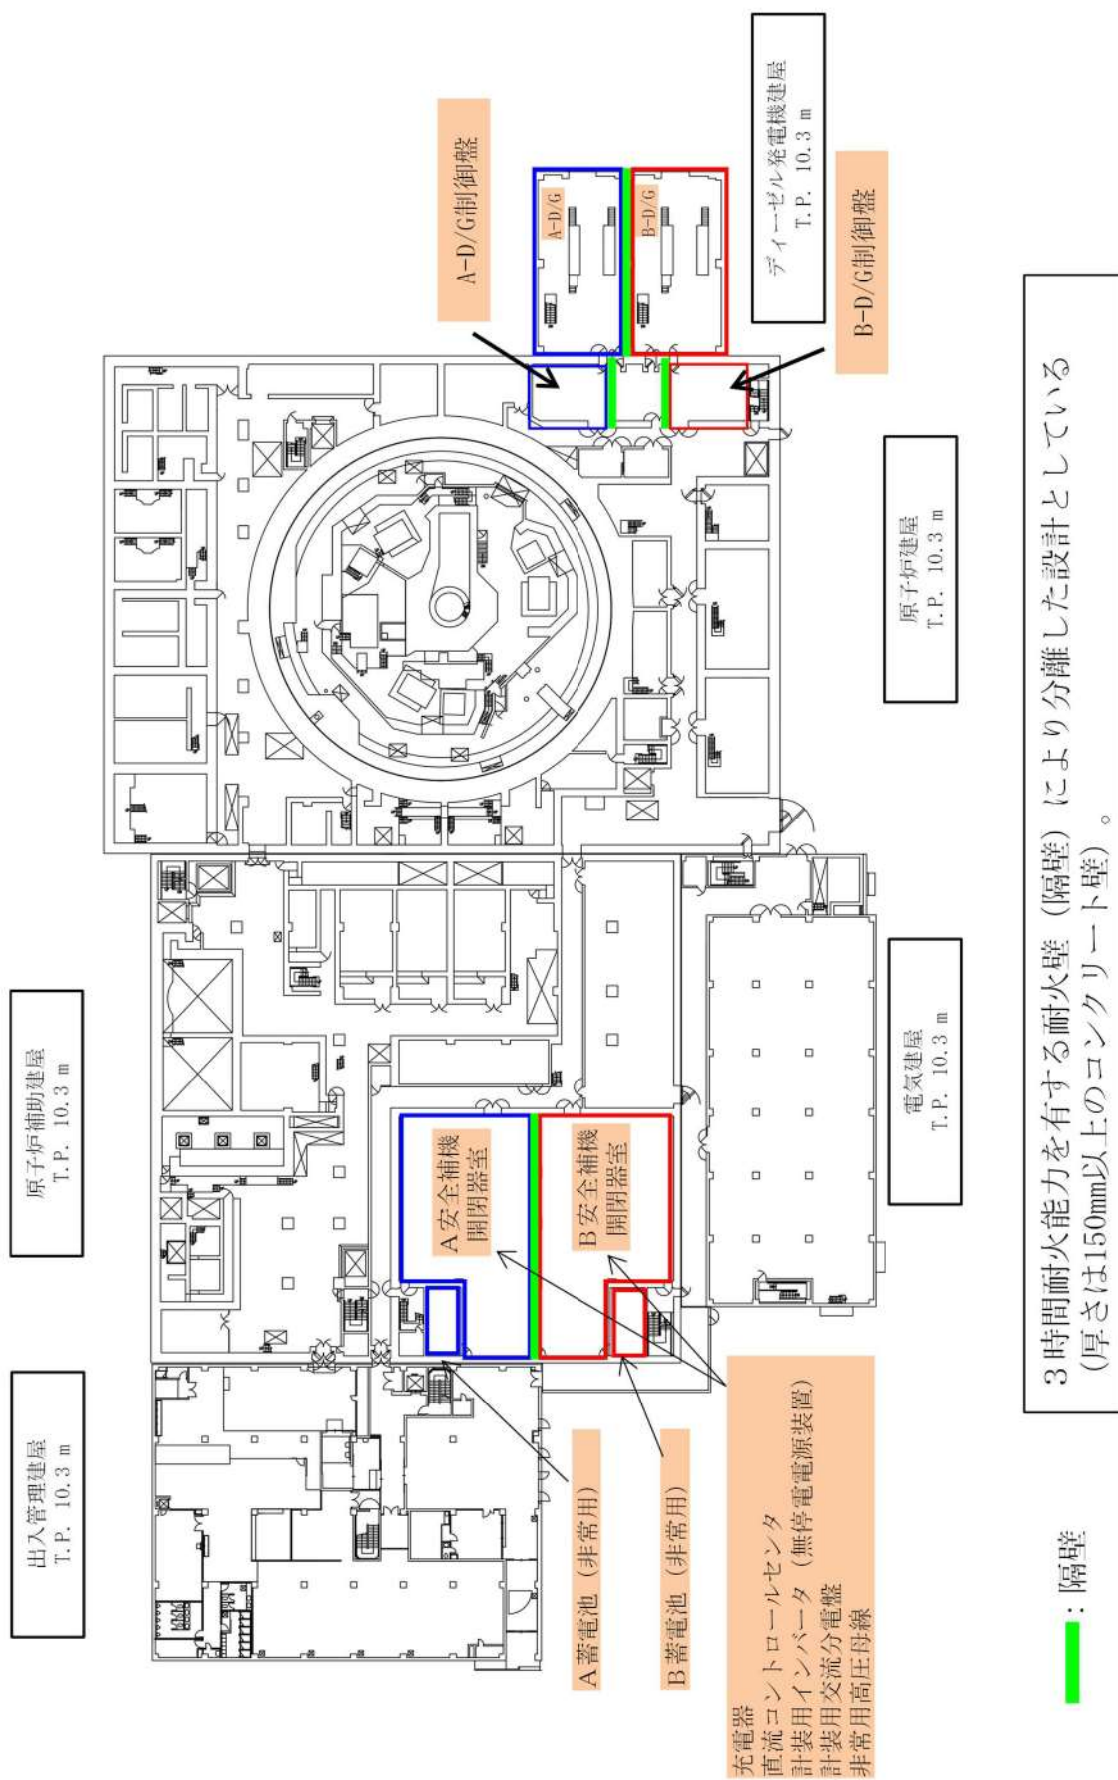 出入管理建屋
T.P. 10.3 m
原子炉補助建屋
T.P. 10.3 m
A-D/G制御盤
A-D/G
B-D/G
ディーゼル発電機建屋
T.P. 10.3 m
B-D/G制御盤
A安全補機
開閉器室
B安全補機
開閉器室
原子炉建屋
T.P. 10.3 m
電気建屋
T.P. 10.3 m
A蓄電池（非常用）
B蓄電池（非常用）
充電器
直流コントロールセンタ
計装用インバータ（無停電電源装置）
計装用交流分電盤
非常用高圧母線
3時間耐火能力を有する耐火壁（隔壁）により分離した設計としている
（厚さは150mm以上のコンクリート壁）。
：隔壁